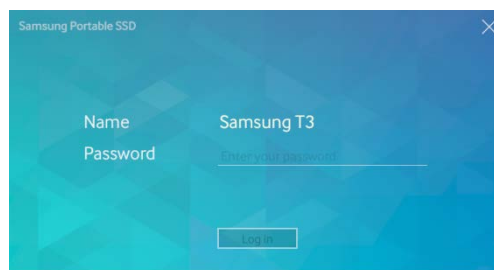 Samsung Portable SSD
Name Samsung T3
Password Enter your password
Log in